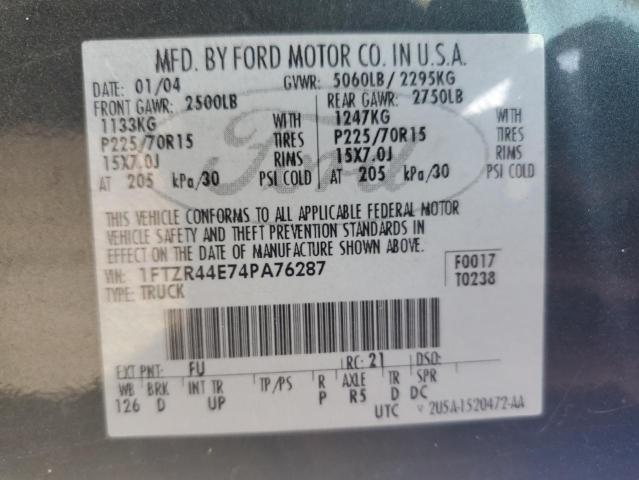 MFD. BY FORD MOTOR CO. IN U.S.A.
DATE: 01/04 GVWR: 5060LB/ 2295KG
FRONT GAWR: 2500LB REAR GAWR: 2750LB
1133KG WITH 1247KG WITH
P225/70R15 TIRES P225/70R15 TIRES
15X7.0J RIMS 15X7.0J RIMS
AT 205 kPa/30 PSI COLD AT 205 kPa/30 PSI COLD
Ford
THIS VEHICLE CONFORMS TO ALL APPLICABLE FEDERAL MOTOR
VEHICLE SAFETY AND THEFT PREVENTION STANDARDS IN
EFFECT ON THE DATE OF MANUFACTURE SHOWN ABOVE.
VIN: 1FTZR44E74PA76287 F0017
TYPE: TRUCK T0238
EXT PNT: FU RC: 21 DSO:
WB BRK INT TR TP/PS R AXLE TR SPR
126 D UP P R5 D DC
UTC V 2U5A-1520472-AA